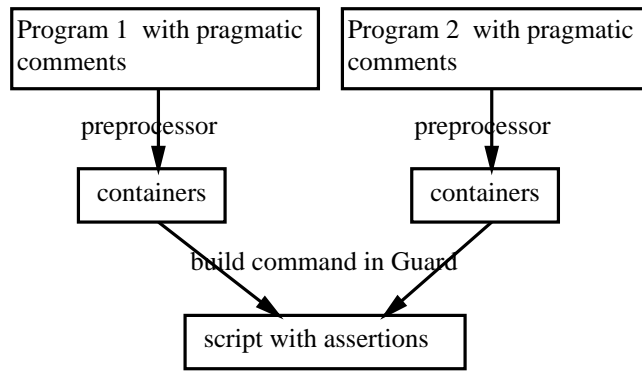 Program 1 with pragmatic
comments
Program 2 with pragmatic
comments
preprocessor
preprocessor
containers
containers
build command in Guard
script with assertions